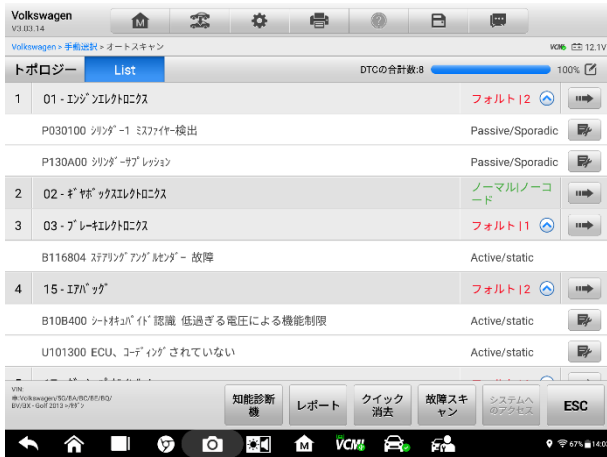 Volkswagen
V3.03.14
Volkswagen > 手動選択 > オートスキャン
VCMI 12.1V
トポロジー List DTCの合計数:8 100%
1 01 - ｴﾝｼﾞﾝｴﾚｸﾄﾛﾆｸｽ フォルト | 2
P030100 ｼﾘﾝﾀﾞｰ1 ﾐｽﾌｧｲﾔｰ検出 Passive/Sporadic
P130A00 ｼﾘﾝﾀﾞｰｻﾌﾟﾚｯｼｮﾝ Passive/Sporadic
2 02 - ｷﾞﾔﾎﾞｯｸｽｴﾚｸﾄﾛﾆｸｽ ノーマル|ノーコード
3 03 - ﾌﾞﾚｰｷｴﾚｸﾄﾛﾆｸｽ フォルト | 1
B116804 ｽﾃｱﾘﾝｸﾞｱﾝｸﾞﾙｾﾝﾀﾞｰ 故障 Active/static
4 15 - ｴｱﾊﾞｯｸﾞ フォルト | 2
B10B400 ｼｰﾄｷｭﾊﾟｲﾄﾞ認識 低過ぎる電圧による機能制限 Active/static
U101300 ECU、ｺｰﾃﾞｨﾝｸﾞされていない Active/static
VIN:
車:Volkswagen/5G/BA/BC/BE/BQ/
BV/BX - Golf 2013 >/ｾﾀﾞﾝ
知能診断機 レポート クイック消去 故障スキャン システムへのアクセス ESC
VCMI 67% 14:0